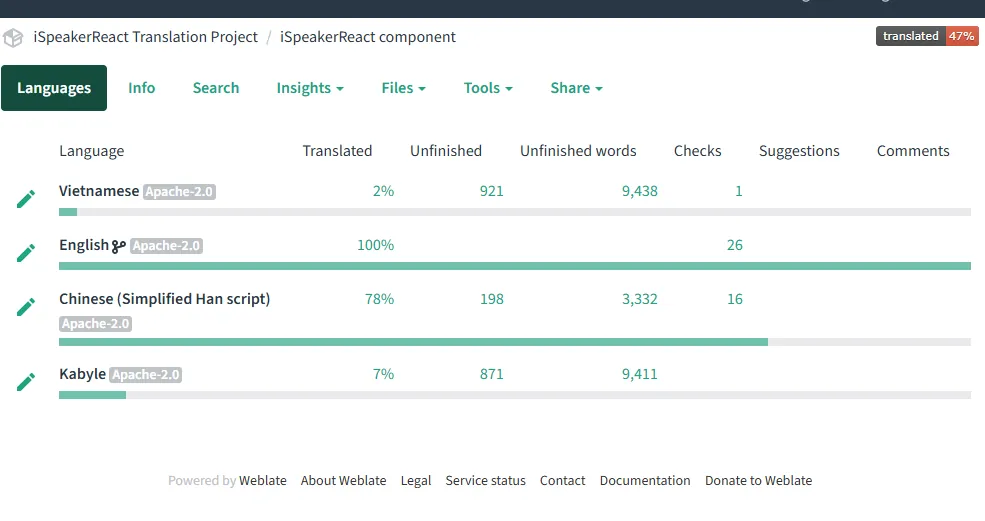 iSpeakerReact Translation Project / iSpeakerReact component
translated 47%
Languages Info Search Insights Files Tools Share
Language Translated Unfinished Unfinished words Checks Suggestions Comments
Vietnamese Apache-2.0 2% 921 9,438 1
English Apache-2.0 100% 26
Chinese (Simplified Han script) 78% 198 3,332 16
Apache-2.0
Kabyle Apache-2.0 7% 871 9,411
Powered by Weblate About Weblate Legal Service status Contact Documentation Donate to Weblate